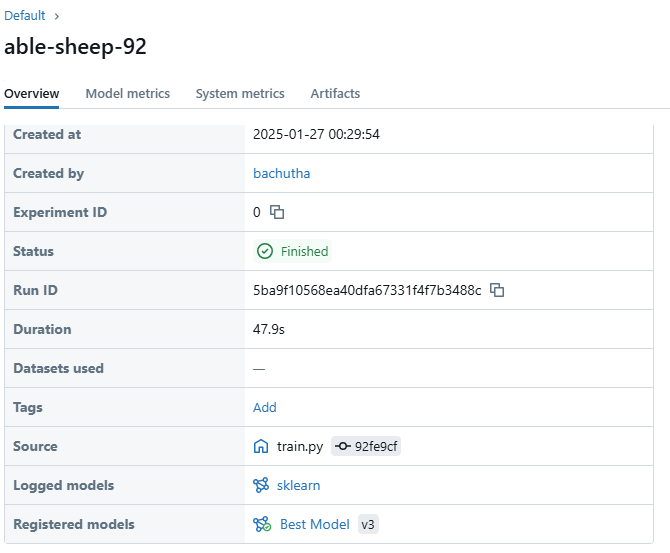 Default >
able-sheep-92
Overview Model metrics System metrics Artifacts
Created at 2025-01-27 00:29:54
Created by bachutha
Experiment ID 0
Status Finished
Run ID 5ba9f10568ea40dfa67331f4f7b3488c
Duration 47.9s
Datasets used —
Tags Add
Source train.py 92fe9cf
Logged models sklearn
Registered models Best Model v3